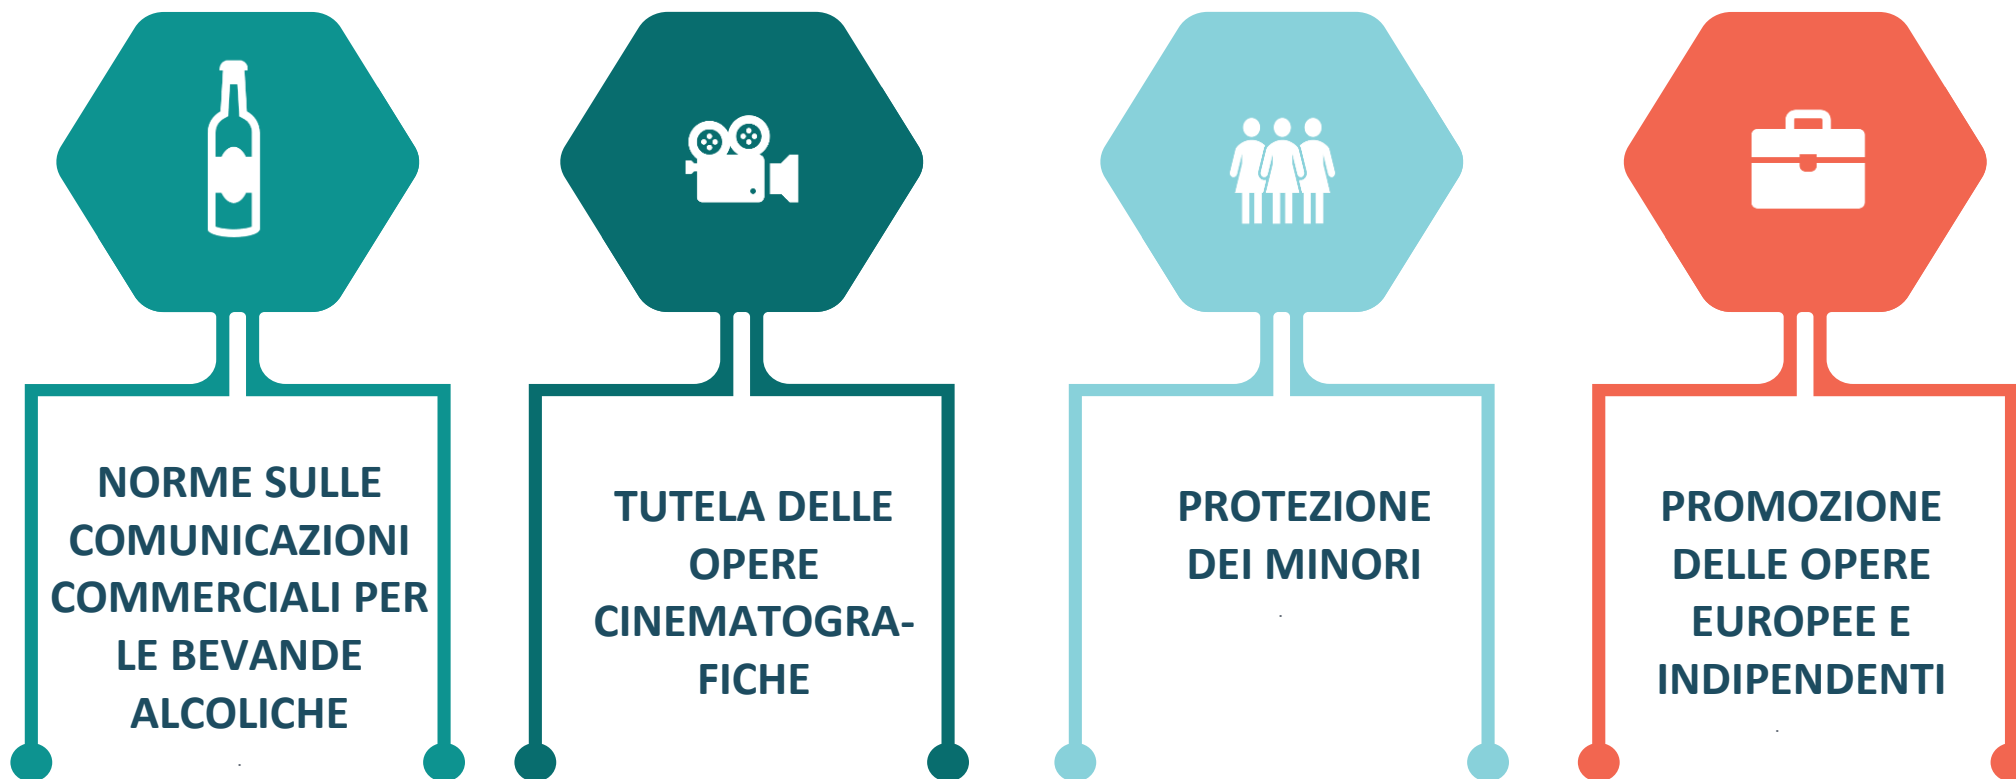 NORME SULLE
COMUNICAZIONI
COMMERCIALI PER
LE BEVANDE
ALCOLICHE
.
TUTELA DELLE
OPERE
CINEMATOGRA-
FICHE
PROTEZIONE
DEI MINORI
.
PROMOZIONE
DELLE OPERE
EUROPEE E
INDIPENDENTI
.